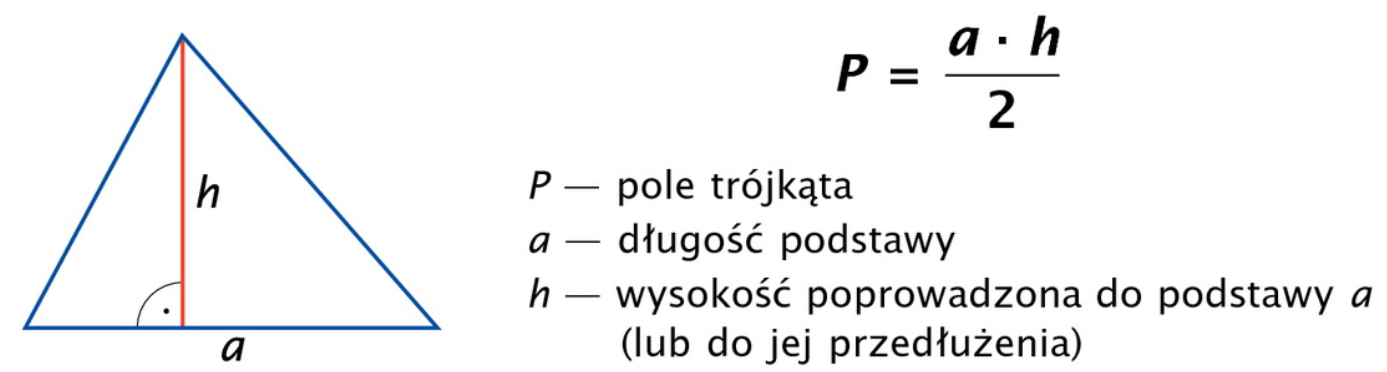 h
a
P = a · h
2
P — pole trójkąta
a — długość podstawy
h — wysokość poprowadzona do podstawy a
(lub do jej przedłużenia)